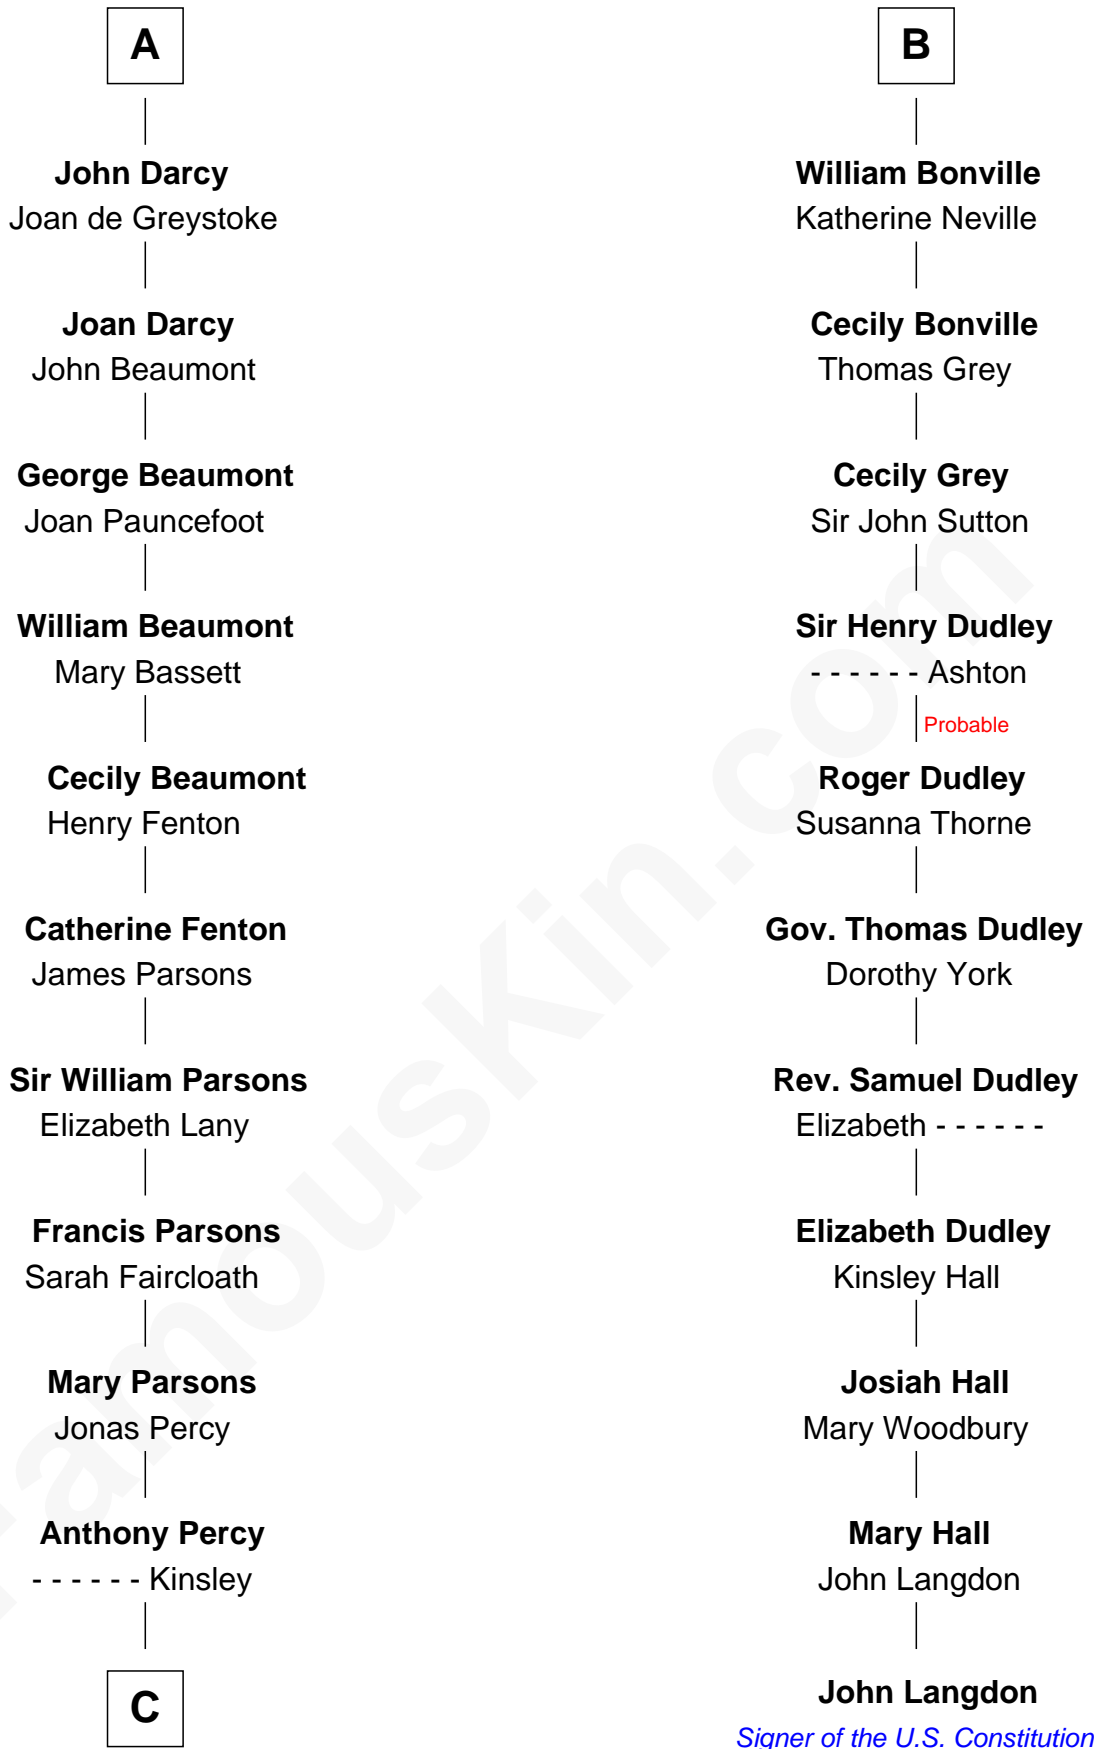 A
John Darcy
Joan de Greystoke
Joan Darcy
John Beaumont
George Beaumont
Joan Pauncefoot
William Beaumont
Mary Bassett
Cecily Beaumont
Henry Fenton
Catherine Fenton
James Parsons
Sir William Parsons
Elizabeth Lany
Francis Parsons
Sarah Faircloath
Mary Parsons
Jonas Percy
Anthony Percy
- - - - - - Kinsley
C
B
William Bonville
Katherine Neville
Cecily Bonville
Thomas Grey
Cecily Grey
Sir John Sutton
Sir Henry Dudley
- - - - - - Ashton
Probable
Roger Dudley
Susanna Thorne
Gov. Thomas Dudley
Dorothy York
Rev. Samuel Dudley
Elizabeth - - - - - -
Elizabeth Dudley
Kinsley Hall
Josiah Hall
Mary Woodbury
Mary Hall
John Langdon
John Langdon
Signer of the U.S. Constitution
FamousKin.com